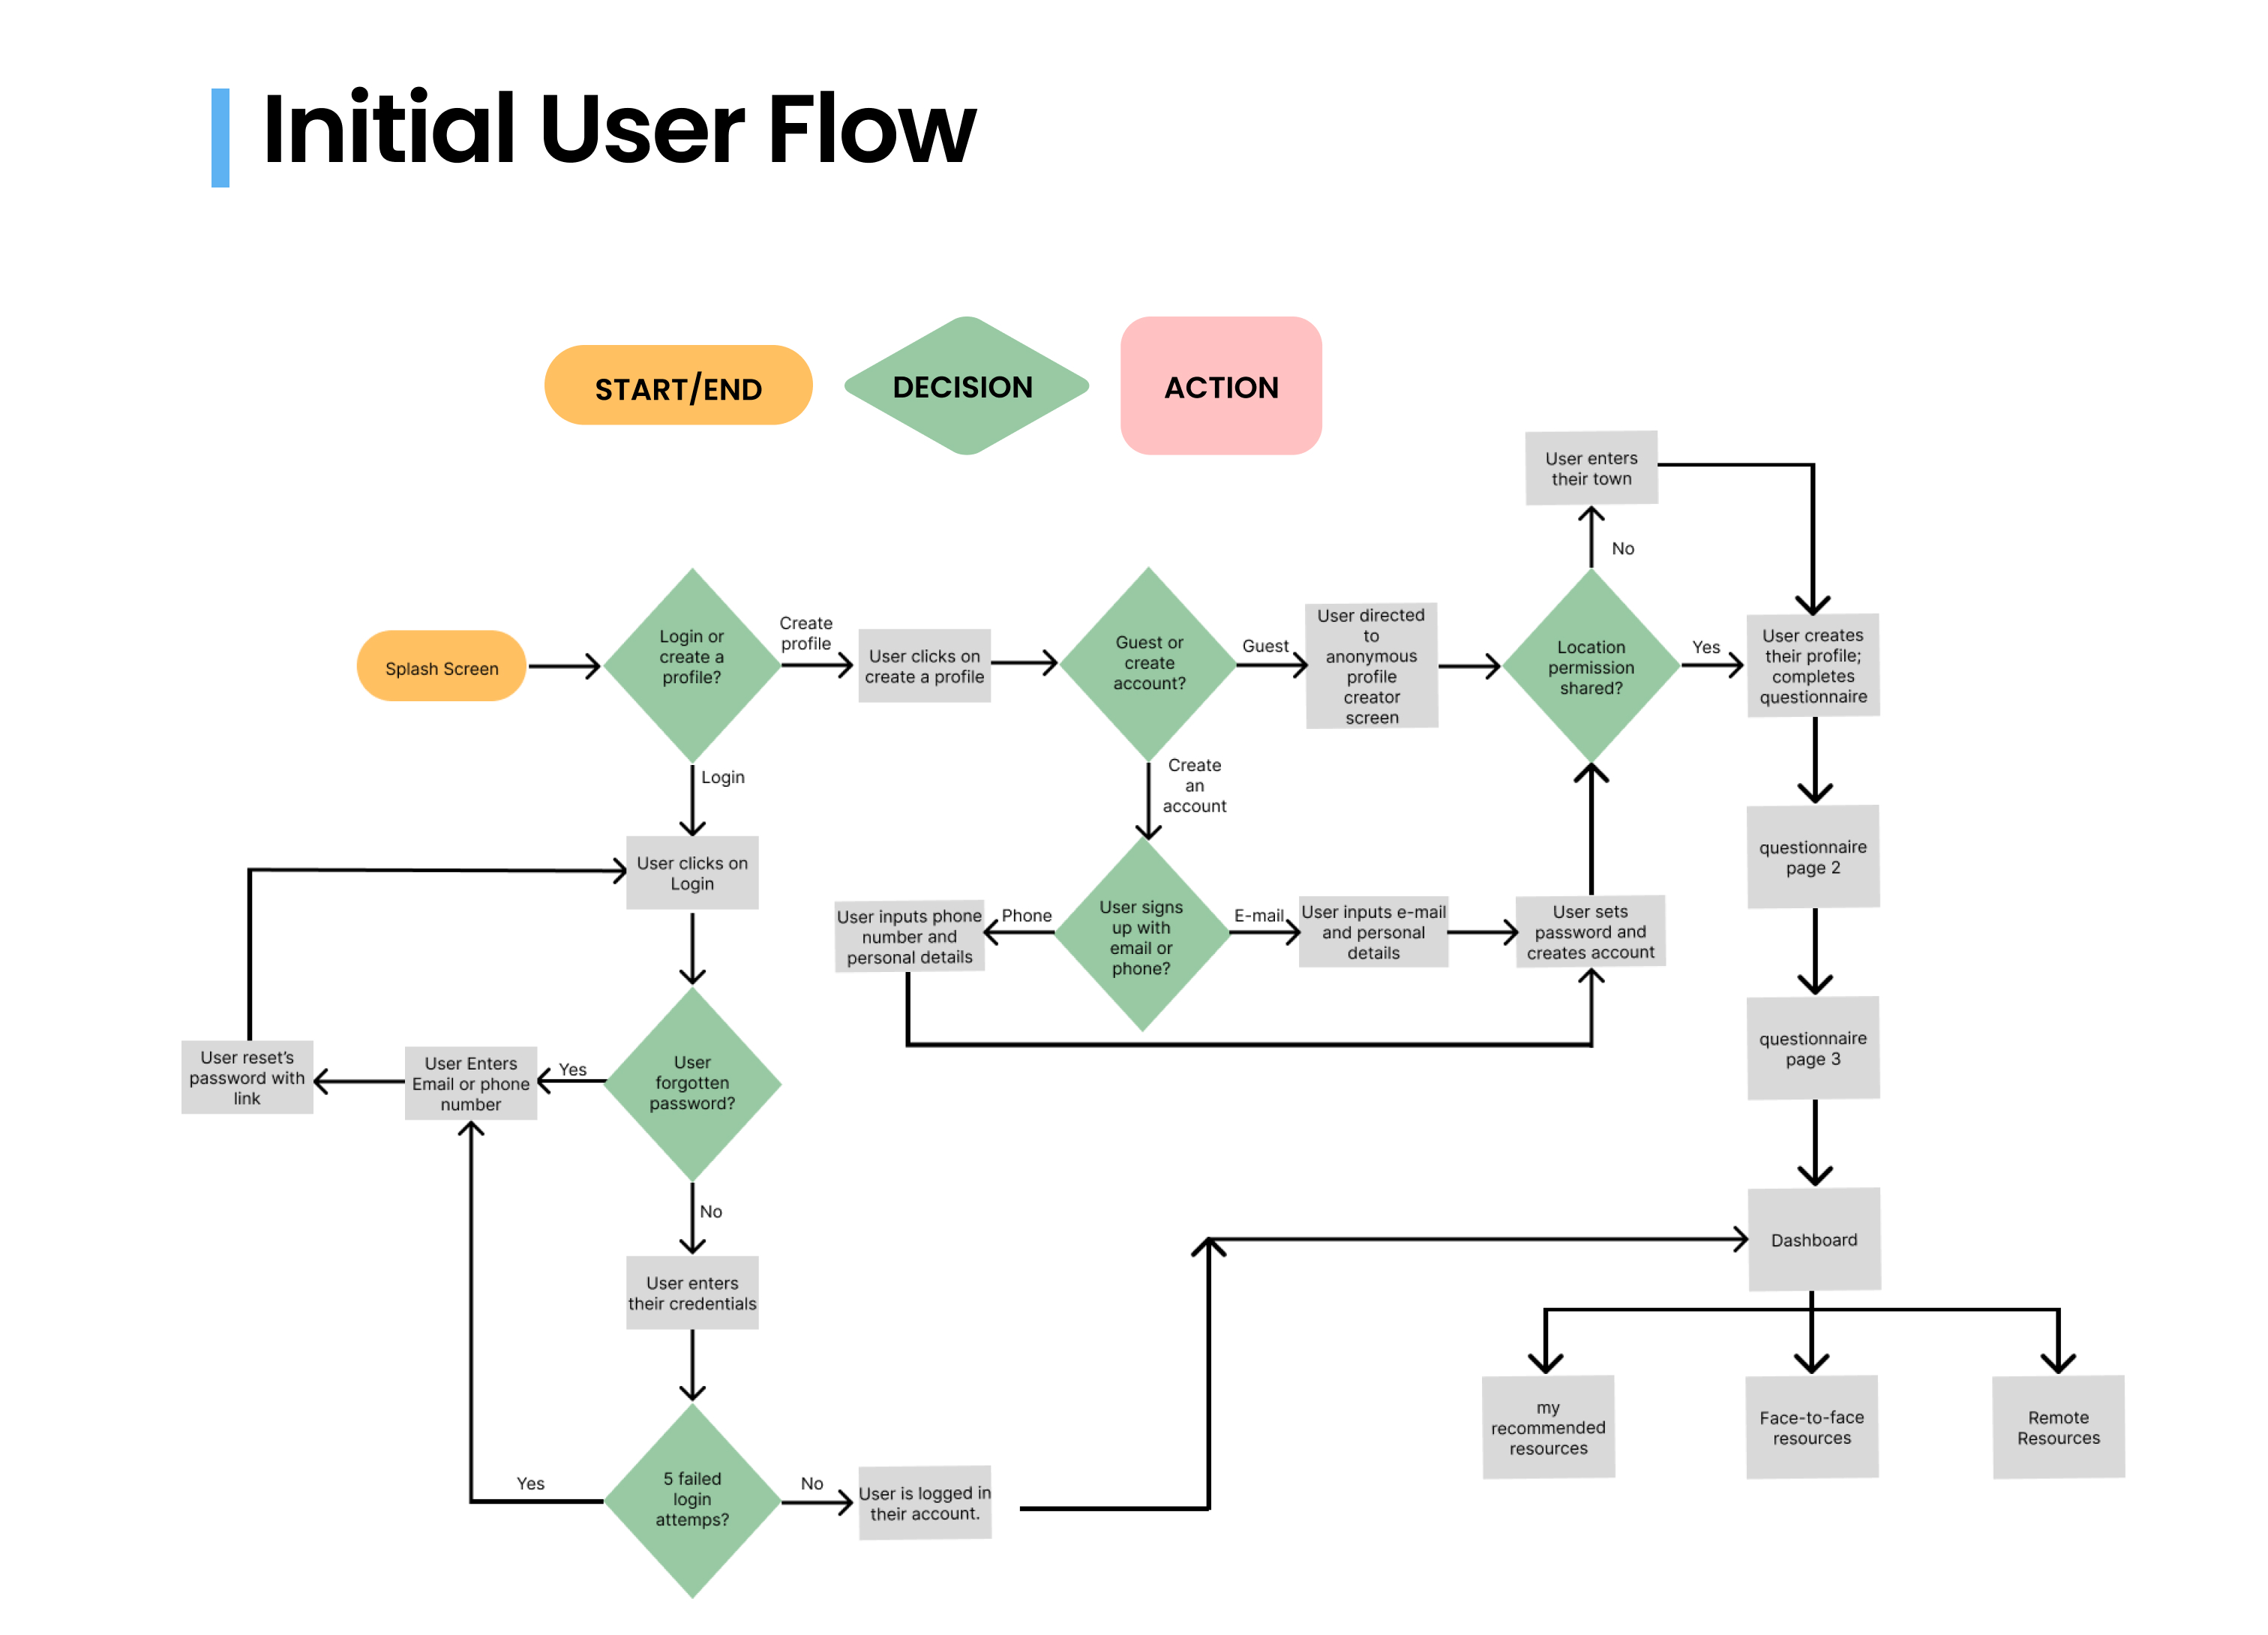 Initial User Flow
START/END
DECISION
ACTION
User enters
their town
No
Splash Screen
Login or
create a
profile?
Create
profile
User clicks on
create a profile
Guest or
create
account?
Guest
User directed
to
anonymous
profile
creator
screen
Location
permission
shared?
Yes
User creates
their profile;
completes
questionnaire
Login
Create
an
account
User clicks on
Login
questionnaire
page 2
User inputs phone
number and
personal details
Phone
User signs
up with
email or
phone?
E-mail
User inputs e-mail
and personal
details
User sets
password and
creates account
User reset’s
password with
link
User Enters
Email or phone
number
Yes
User
forgotten
password?
questionnaire
page 3
No
User enters
their credentials
Dashboard
my
recommended
resources
Face-to-face
resources
Remote
Resources
Yes
5 failed
login
attemps?
No
User is logged in
their account.